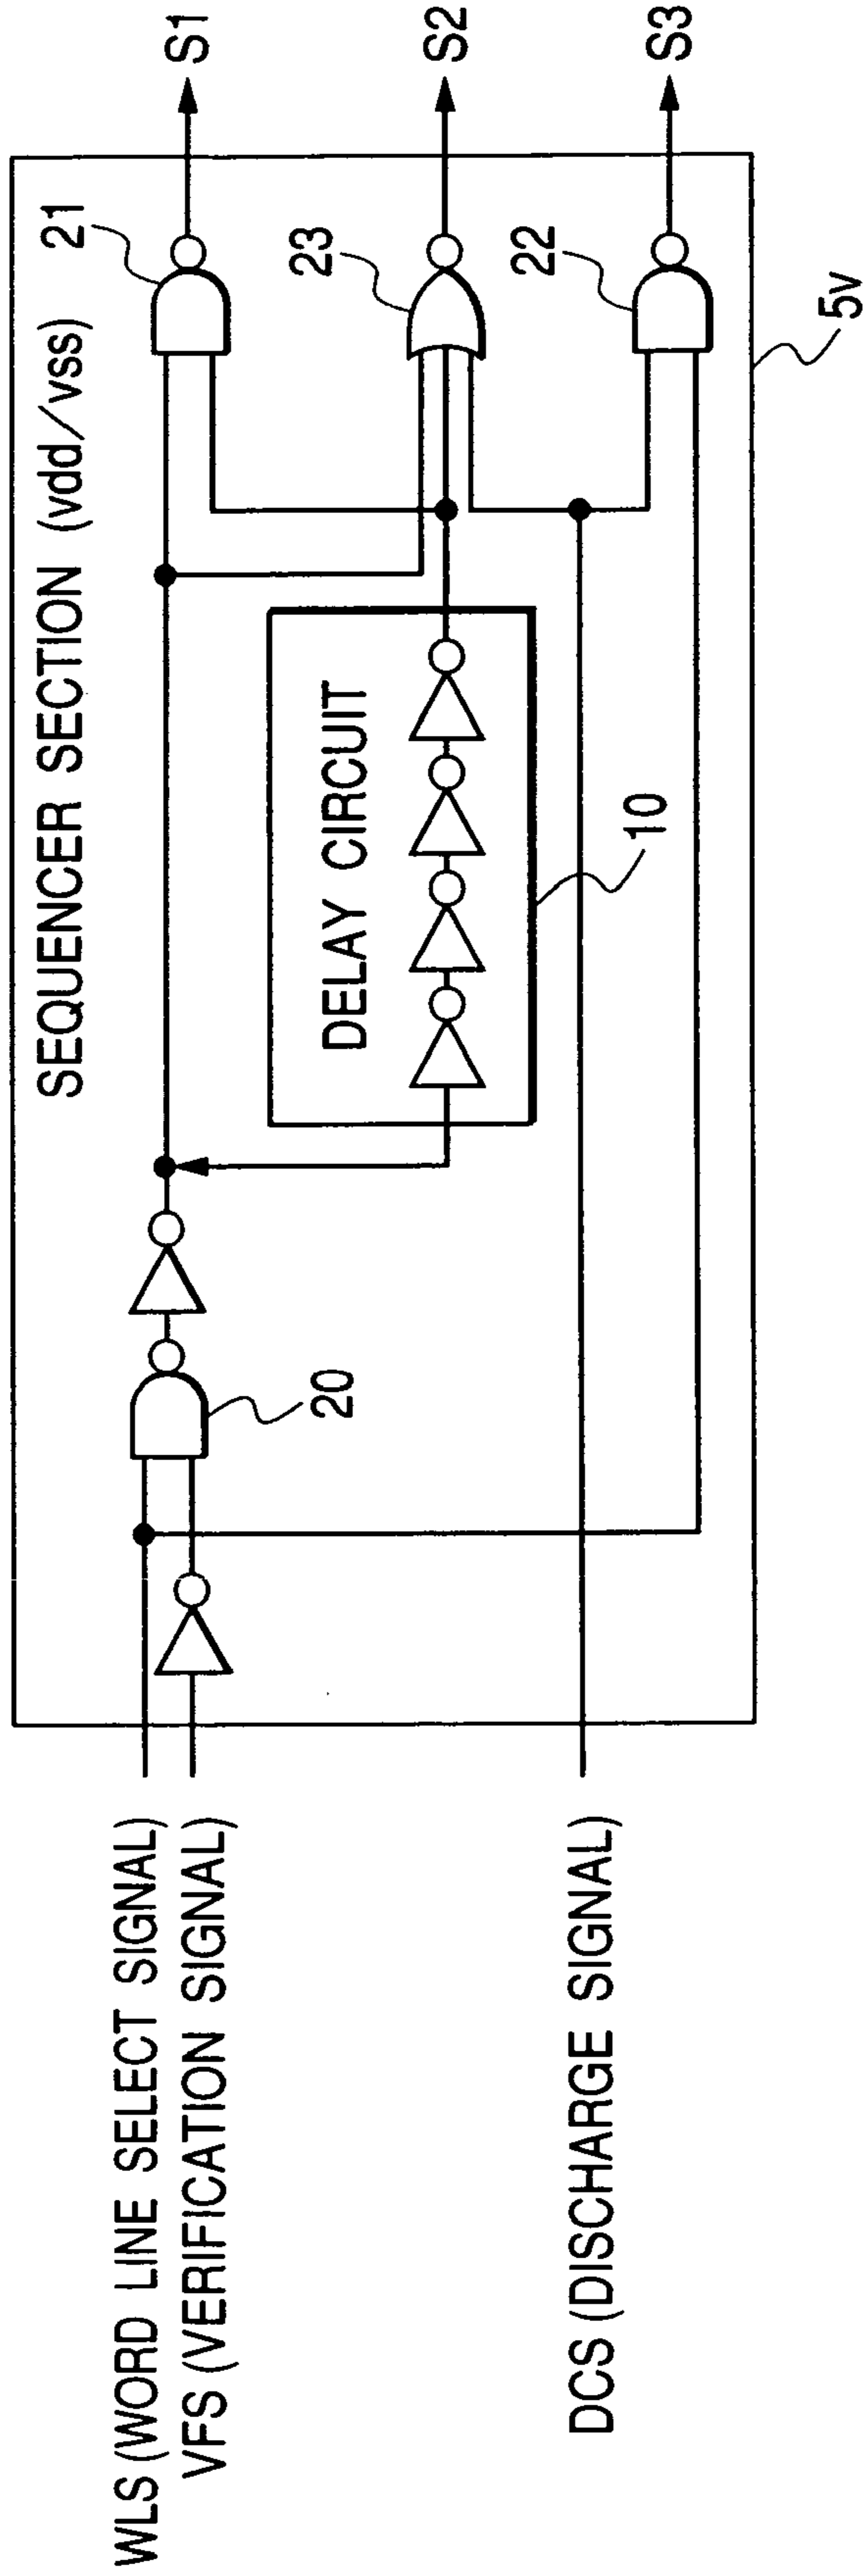 SEQUENCER SECTION (vdd/vss)
WLS (WORD LINE SELECT SIGNAL)
VFS (VERIFICATION SIGNAL)
DCS (DISCHARGE SIGNAL)
20
DELAY CIRCUIT
10
21
23
22
S1
S2
S3
5v